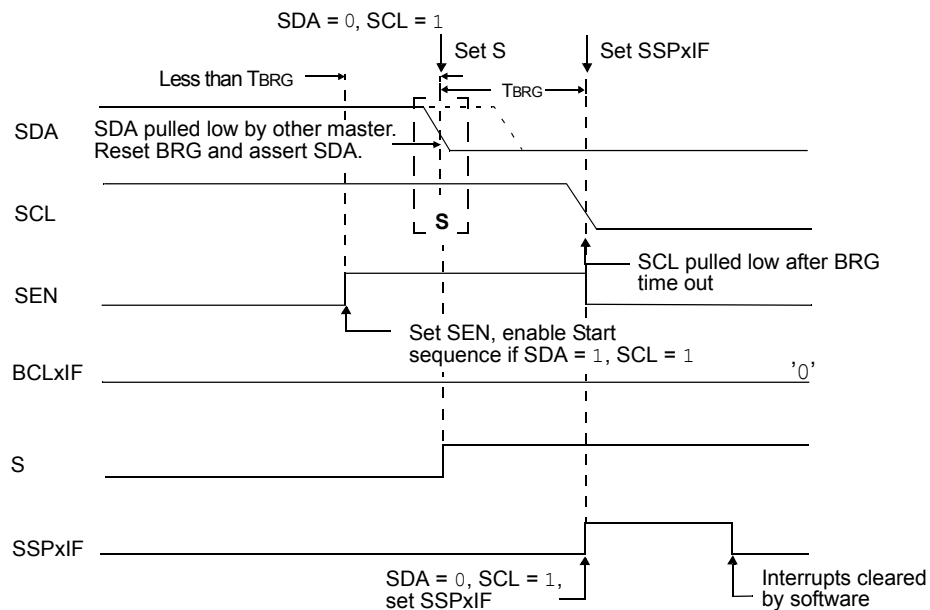 SDA = 0, SCL = 1
Set S
Set SSPxIF
Less than TBRG
TBRG
SDA
SDA pulled low by other master.
Reset BRG and assert SDA.
SCL
S
SCL pulled low after BRG
time out
SEN
Set SEN, enable Start
sequence if SDA = 1, SCL = 1
BCLxIF
'0'
S
SSPxIF
SDA = 0, SCL = 1,
set SSPxIF
Interrupts cleared
by software